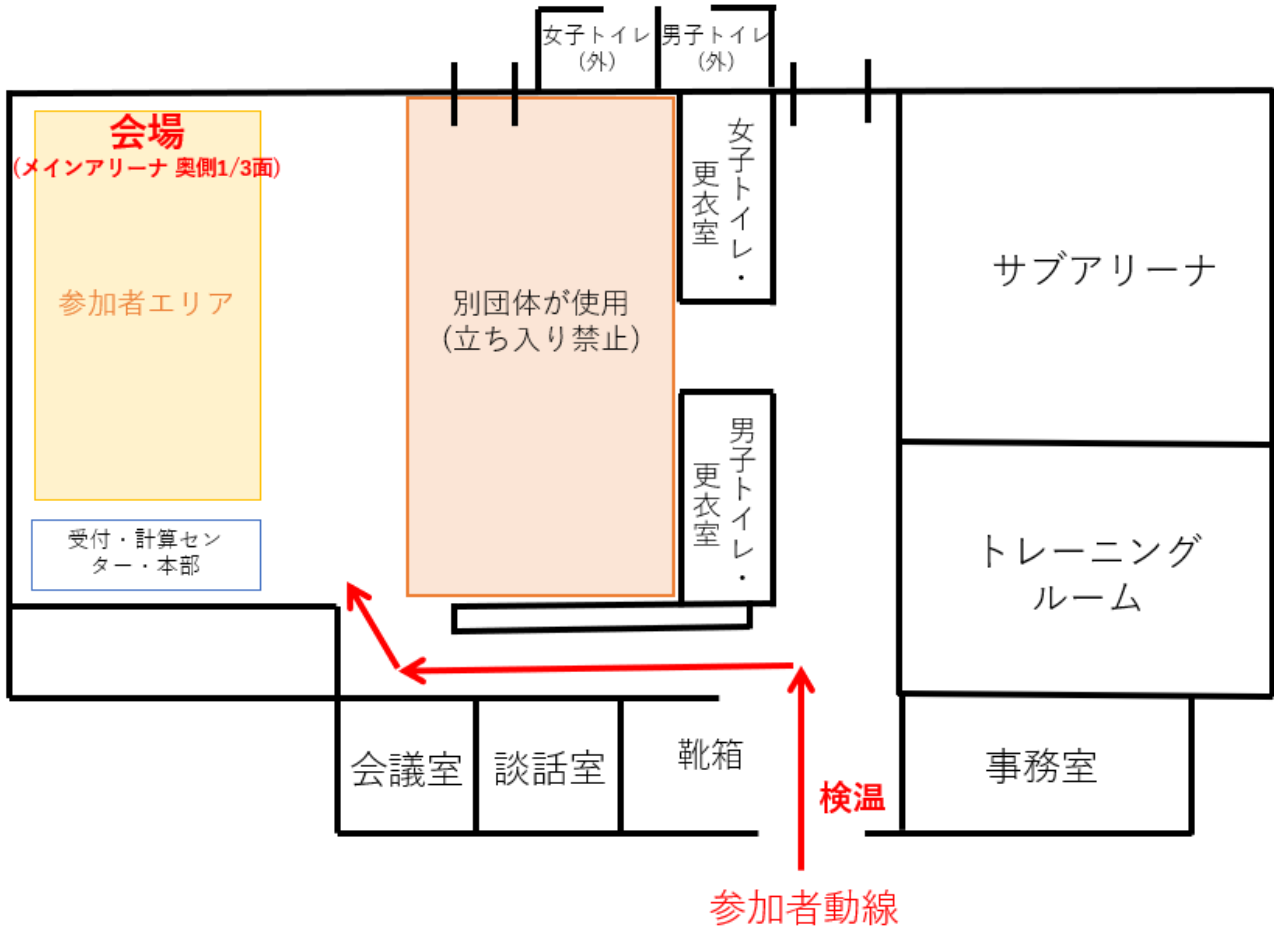 女子トイレ
(外)
男子トイレ
(外)
会場
(メインアリーナ 奥側1/3面)
参加者エリア
別団体が使用
(立ち入り禁止)
女子トイレ・
更衣室
サブアリーナ
男子トイレ・
更衣室
受付・計算セン
ター・本部
トレーニング
ルーム
会議室
談話室
靴箱
検温
事務室
参加者動線